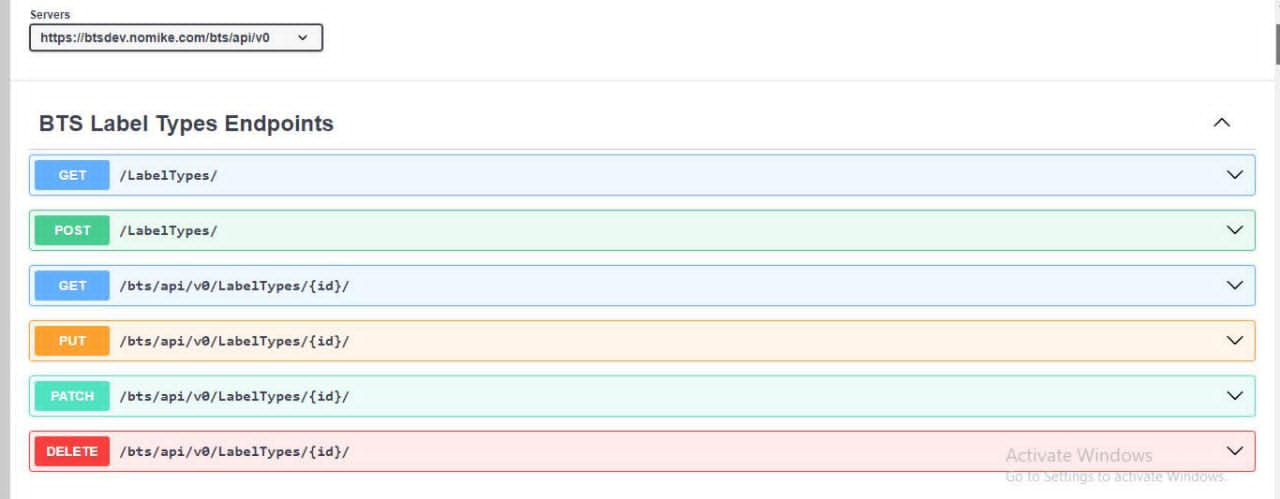 Servers
https://btsdev.nomike.com/bts/api/v0
BTS Label Types Endpoints
GET /LabelTypes/
POST /LabelTypes/
GET /bts/api/v0/LabelTypes/{id}/
PUT /bts/api/v0/LabelTypes/{id}/
PATCH /bts/api/v0/LabelTypes/{id}/
DELETE /bts/api/v0/LabelTypes/{id}/
Activate Windows
Go to Settings to activate Windows.